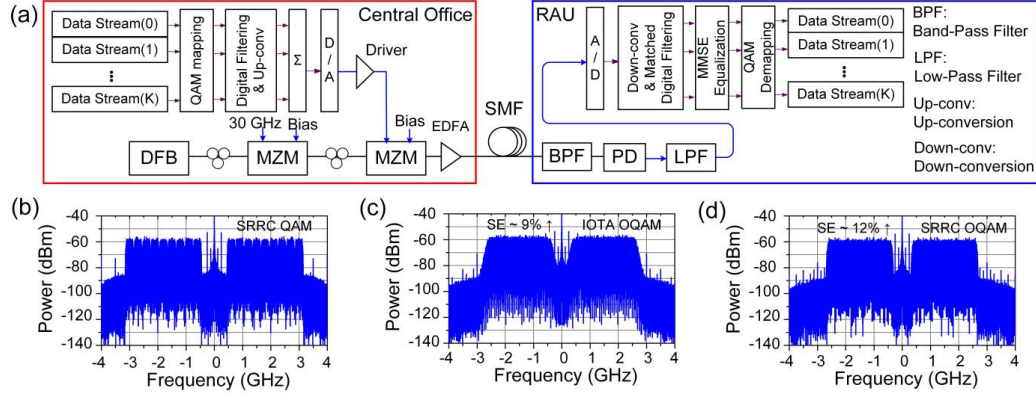 (a)
Central Office
Data Stream(0)
Data Stream(1)
...
Data Stream(K)
QAM mapping
Digital Filtering
& Up-conv
Σ
D / A
Driver
30 GHz
Bias
Bias
EDFA
DFB
MZM
MZM
SMF
RAU
A / D
Down-conv
& Matched
Digital Filtering
MMSE
Equalization
QAM
Demapping
Data Stream(0)
Data Stream(1)
...
Data Stream(K)
BPF
PD
LPF
BPF:
Band-Pass Filter
LPF:
Low-Pass Filter
Up-conv:
Up-conversion
Down-conv:
Down-conversion
(b)
SRRC QAM
Power (dBm)
-40
-60
-80
-100
-120
-140
-4 -3 -2 -1 0 1 2 3 4
Frequency (GHz)
(c)
SE ~ 9% ↑ IOTA OQAM
Power (dBm)
-40
-60
-80
-100
-120
-140
-4 -3 -2 -1 0 1 2 3 4
Frequency (GHz)
(d)
SE ~ 12% ↑ SRRC OQAM
Power (dBm)
-40
-60
-80
-100
-120
-140
-4 -3 -2 -1 0 1 2 3 4
Frequency (GHz)